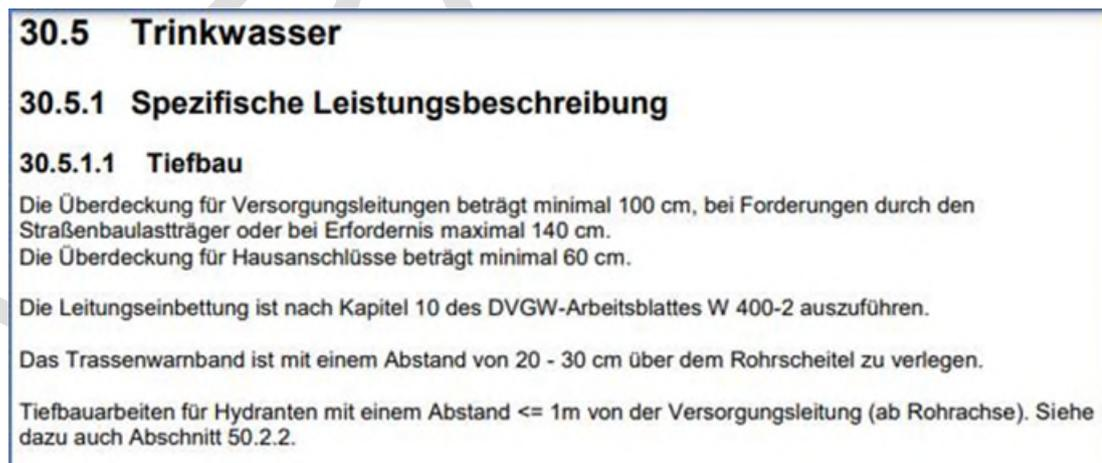 30.5 Trinkwasser
30.5.1 Spezifische Leistungsbeschreibung
30.5.1.1 Tiefbau
Die Überdeckung für Versorgungsleitungen beträgt minimal 100 cm, bei Forderungen durch den
Straßenbaulastträger oder bei Erfordernis maximal 140 cm.
Die Überdeckung für Hausanschlüsse beträgt minimal 60 cm.
Die Leitungseinbettung ist nach Kapitel 10 des DVGW-Arbeitsblattes W 400-2 auszuführen.
Das Trassenwarnband ist mit einem Abstand von 20 - 30 cm über dem Rohrscheitel zu verlegen.
Tiefbauarbeiten für Hydranten mit einem Abstand <= 1m von der Versorgungsleitung (ab Rohrachse). Siehe
dazu auch Abschnitt 50.2.2.